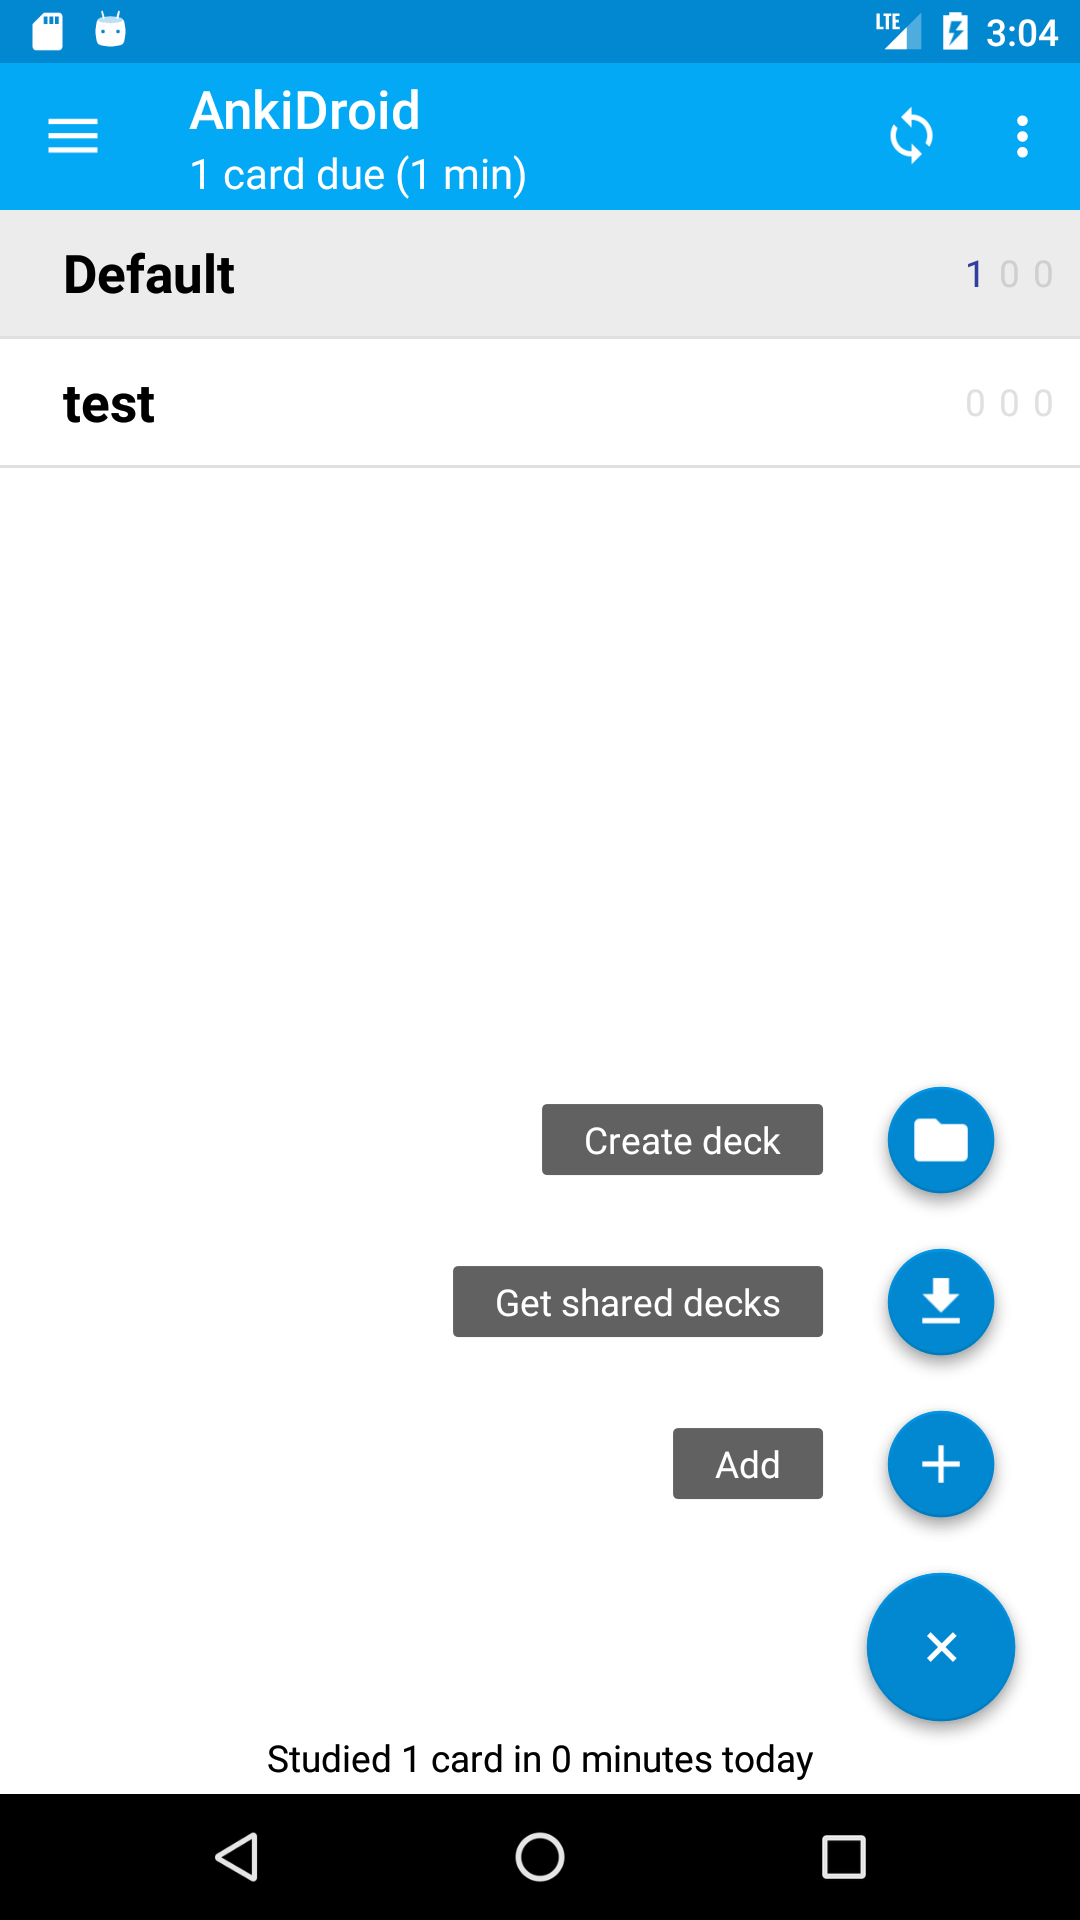 LTE 3:04
AnkiDroid
1 card due (1 min)
Default 1 0 0
test 0 0 0
Create deck
Get shared decks
Add
Studied 1 card in 0 minutes today